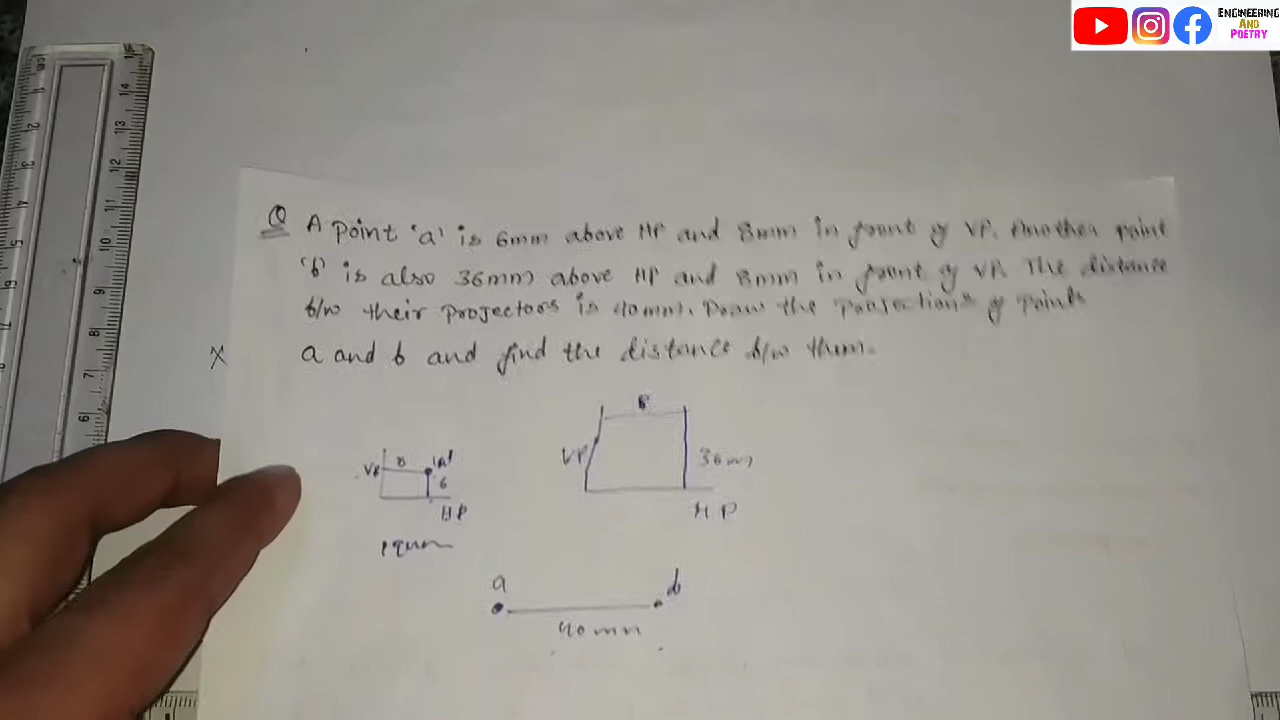 ENGINEERING
AND
POETRY
Q A point 'a' is 6mm above HP and 8mm in front of VP. Another point
'b' is also 36mm above HP and 8mm in front of VP. The distance
b/w their projectors is 40mm. Draw the projections of points
X a and b and find the distance b/w them.
VP 8 'a'
6
HP
VP 36m)
HP
a b
40mm